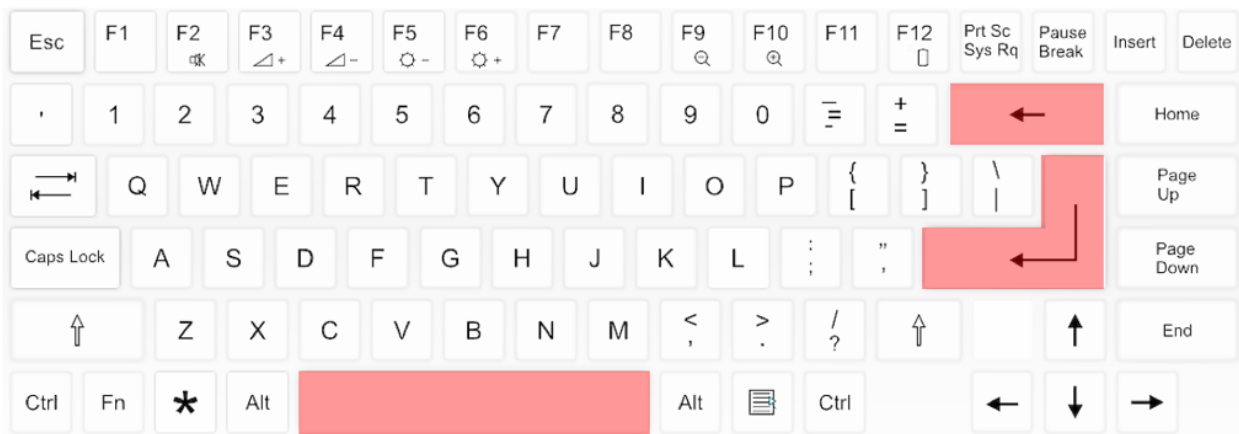 Esc F1 F2 F3 + F4 - F5 - F6 + F7 F8 F9 F10 F11 F12 Prt Sc Sys Rq Pause Break Insert Delete
' 1 2 3 4 5 6 7 8 9 0 _ = - + = ← Home
Q W E R T Y U I O P { [ } ] \ | Page Up
Caps Lock A S D F G H J K L : ; ” , Page Down
⇧ Z X C V B N M < , > . / ? ⇧ ↑ End
Ctrl Fn * Alt Alt Ctrl ← ↓ →